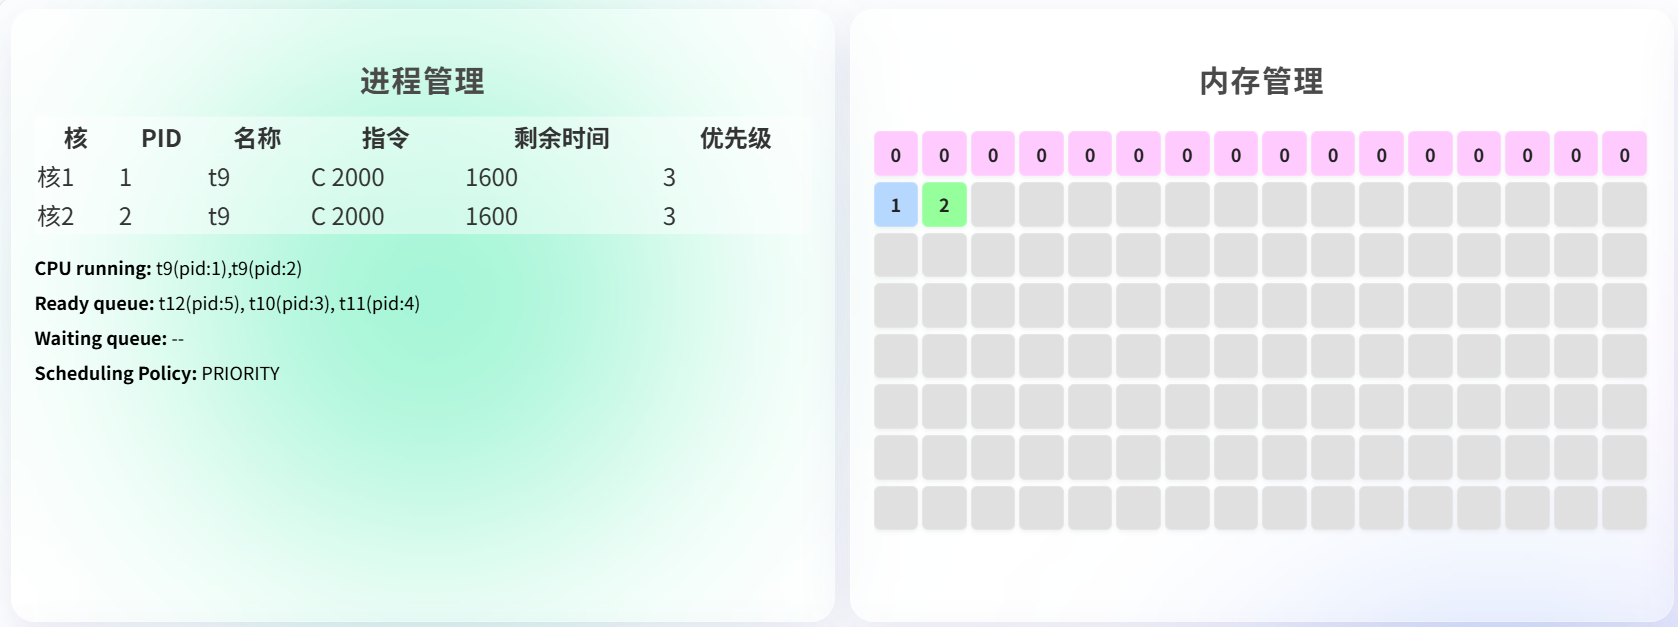 进程管理
核 PID 名称 指令 剩余时间 优先级
核1 1 t9 C 2000 1600 3
核2 2 t9 C 2000 1600 3
CPU running: t9(pid:1),t9(pid:2)
Ready queue: t12(pid:5), t10(pid:3), t11(pid:4)
Waiting queue: --
Scheduling Policy: PRIORITY
内存管理
0 0 0 0 0 0 0 0 0 0 0 0 0 0 0 0
1 2